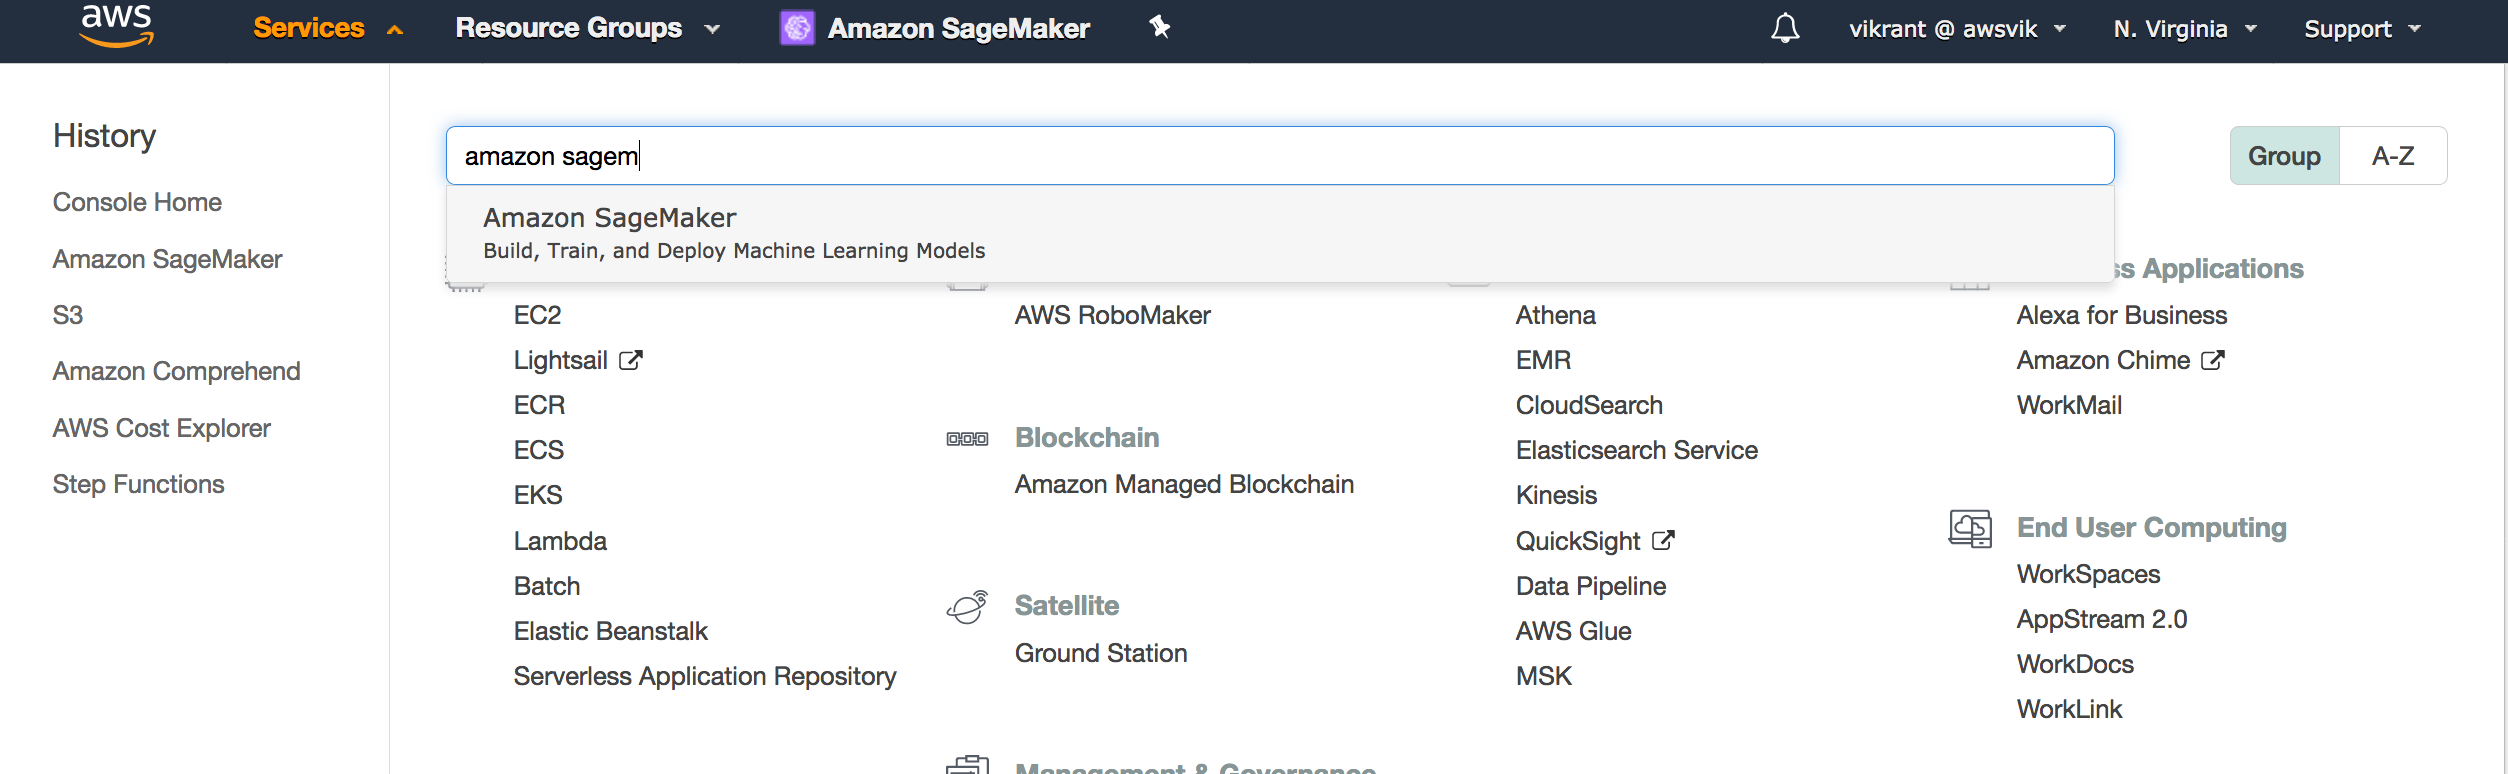 aws
Services
Resource Groups
Amazon SageMaker
vikrant @ awsvik
N. Virginia
Support
History
Console Home
Amazon SageMaker
S3
Amazon Comprehend
AWS Cost Explorer
Step Functions
amazon sagem
Group
A-Z
Amazon SageMaker
Build, Train, and Deploy Machine Learning Models
EC2
Lightsail
ECR
ECS
EKS
Lambda
Batch
Elastic Beanstalk
Serverless Application Repository
AWS RoboMaker
Blockchain
Amazon Managed Blockchain
Satellite
Ground Station
Management & Governance
Athena
EMR
CloudSearch
Elasticsearch Service
Kinesis
QuickSight
Data Pipeline
AWS Glue
MSK
ss Applications
Alexa for Business
Amazon Chime
WorkMail
End User Computing
WorkSpaces
AppStream 2.0
WorkDocs
WorkLink